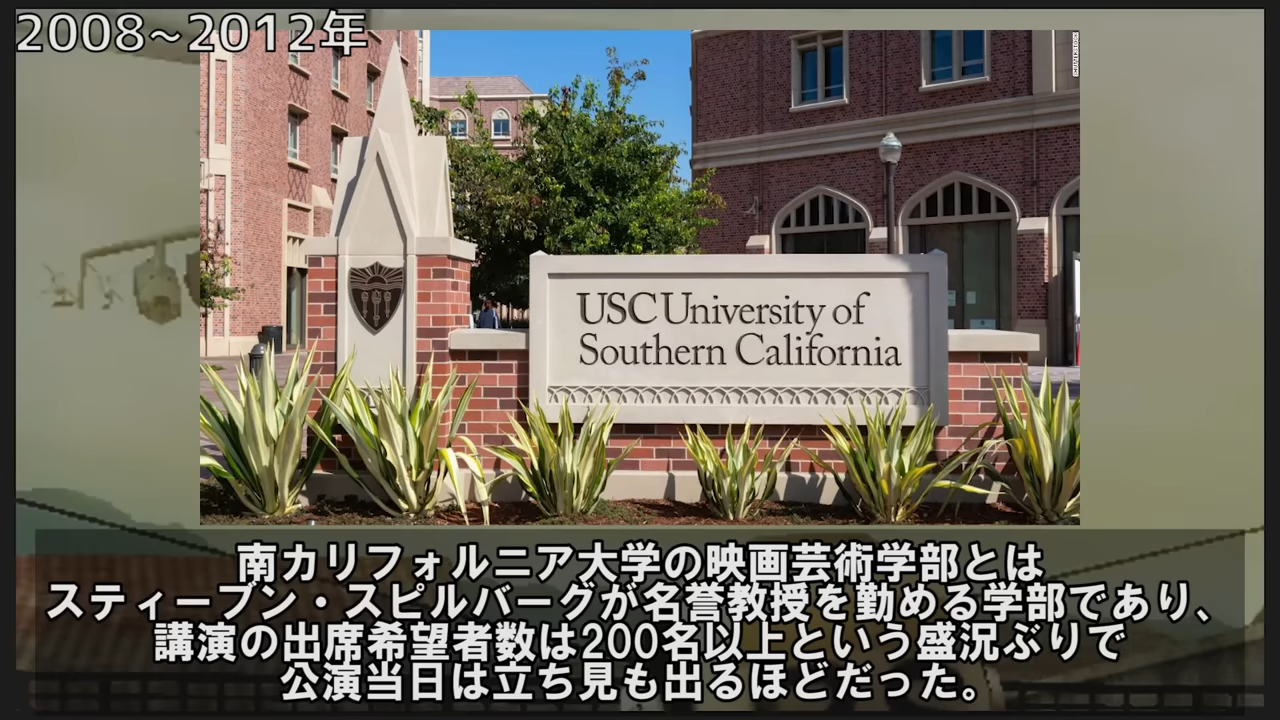 2008~2012年
SHUTTERSTOCK
USC University of
Southern California
南カリフォルニア大学の映画芸術学部とは
スティーブン・スピルバーグが名誉教授を勤める学部であり、
講演の出席希望者数は200名以上という盛況ぶりで
公演当日は立ち見も出るほどだった。